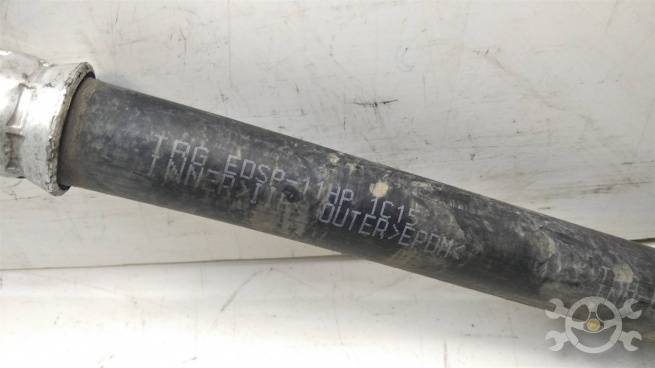 TRG EDSP-11HP 1C15
INNER>IIR< OUTER>EPDM<